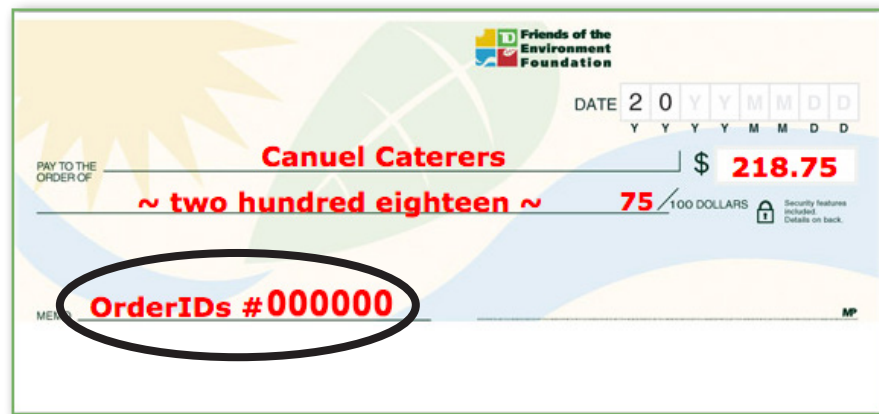 TD Friends of the
Environment
Foundation
DATE 2 0 Y Y M M D D
Y Y Y Y M M D D
PAY TO THE
ORDER OF Canuel Caterers $ 218.75
~ two hundred eighteen ~ 75/100 DOLLARS
Security features
included.
Details on back.
MEMO OrderIDs #000000
MP